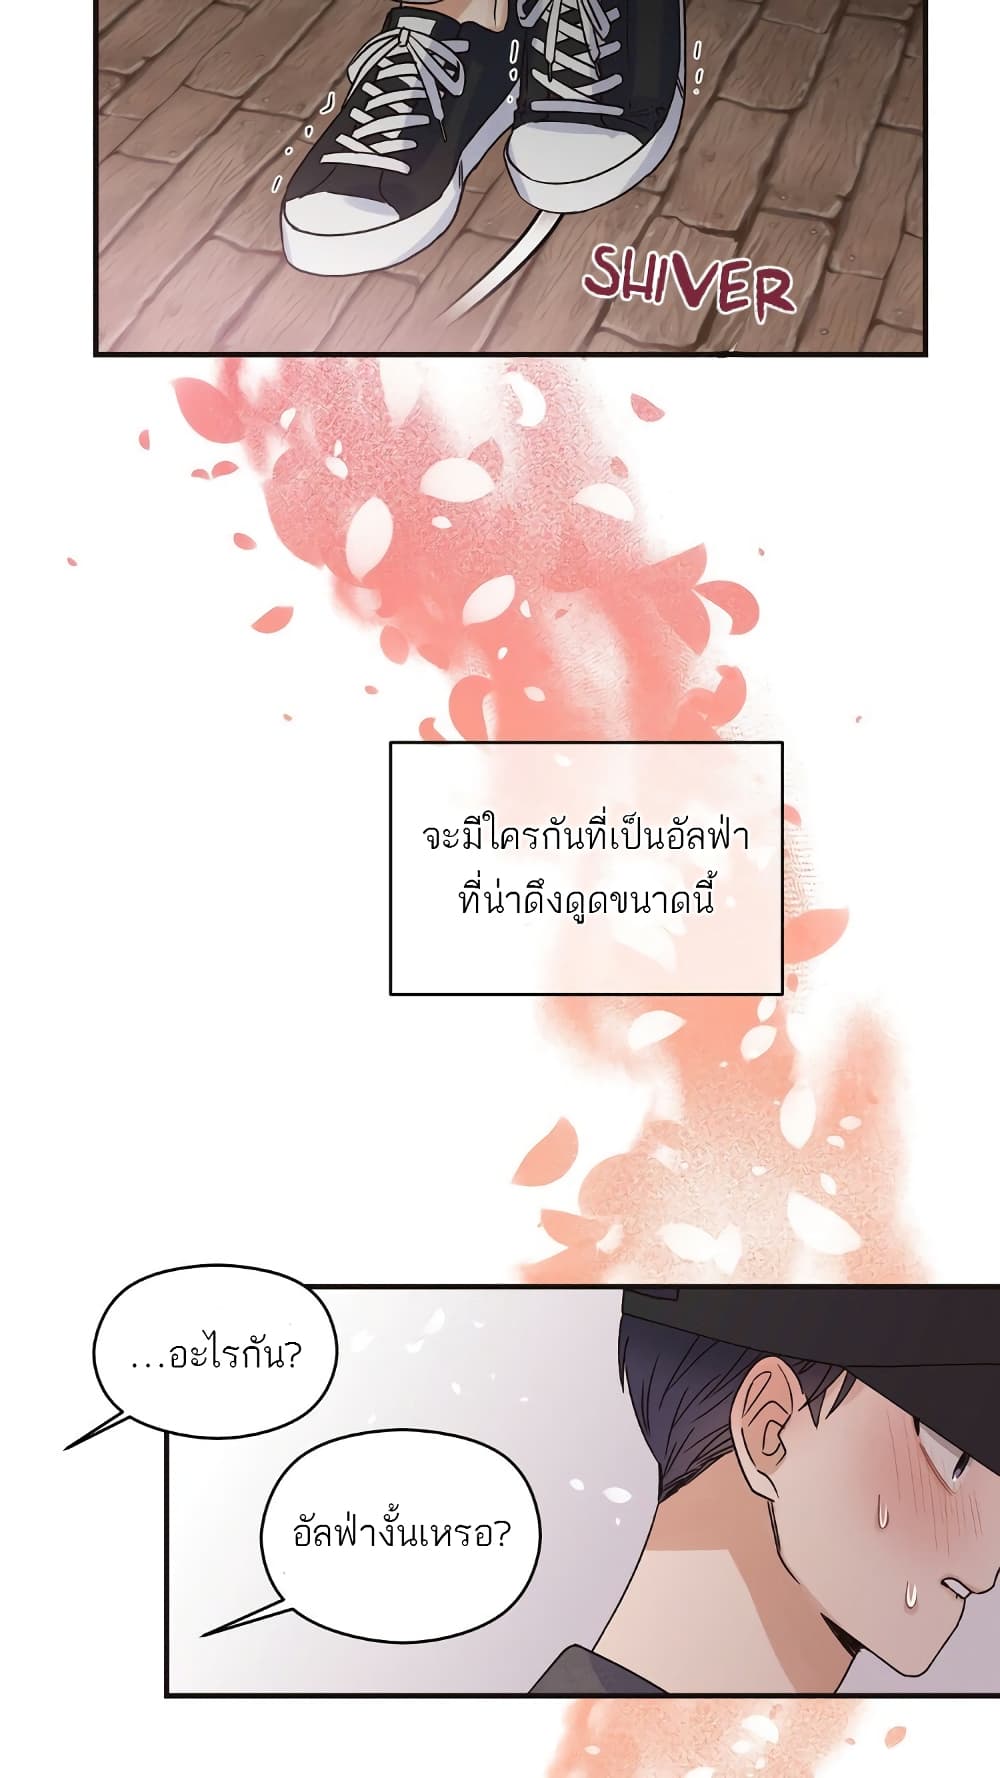 SHIVER
จะมีใครกันที่เป็นอัลฟ่า
ที่น่าดึงดูดขนาดนี้
...อะไรกัน?
อัลฟ่างั้นเหรอ?